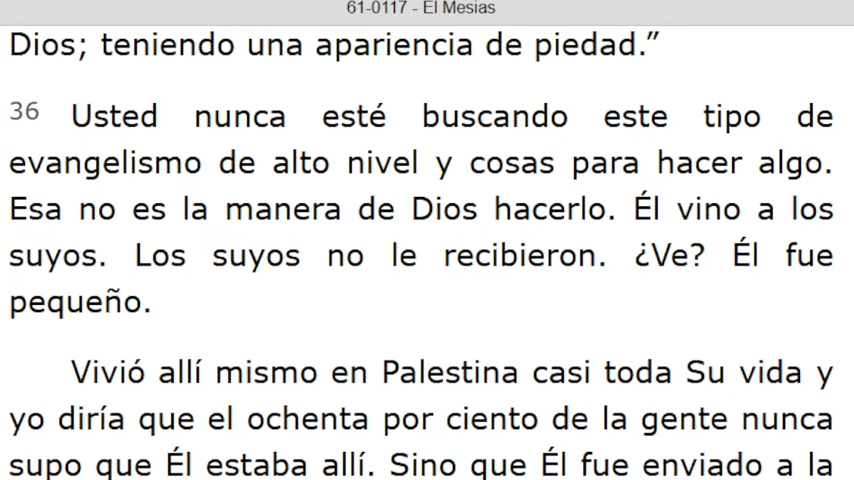 61-0117 - El Mesias
Dios; teniendo una apariencia de piedad.”
36 Usted nunca esté buscando este tipo de
evangelismo de alto nivel y cosas para hacer algo.
Esa no es la manera de Dios hacerlo. Él vino a los
suyos. Los suyos no le recibieron. ¿Ve? Él fue
pequeño.
Vivió allí mismo en Palestina casi toda Su vida y
yo diría que el ochenta por ciento de la gente nunca
supo que Él estaba allí. Sino que Él fue enviado a la